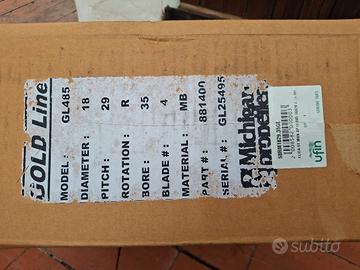 GOLD Line
MODEL : GL485
DIAMETER : 18
PITCH : 29
ROTATION : R
BORE : 35
BLADE # : 4
MATERIAL : MB
PART # : 881400
SERIAL # : GL25495
Michigan
propeller
ufin
subito